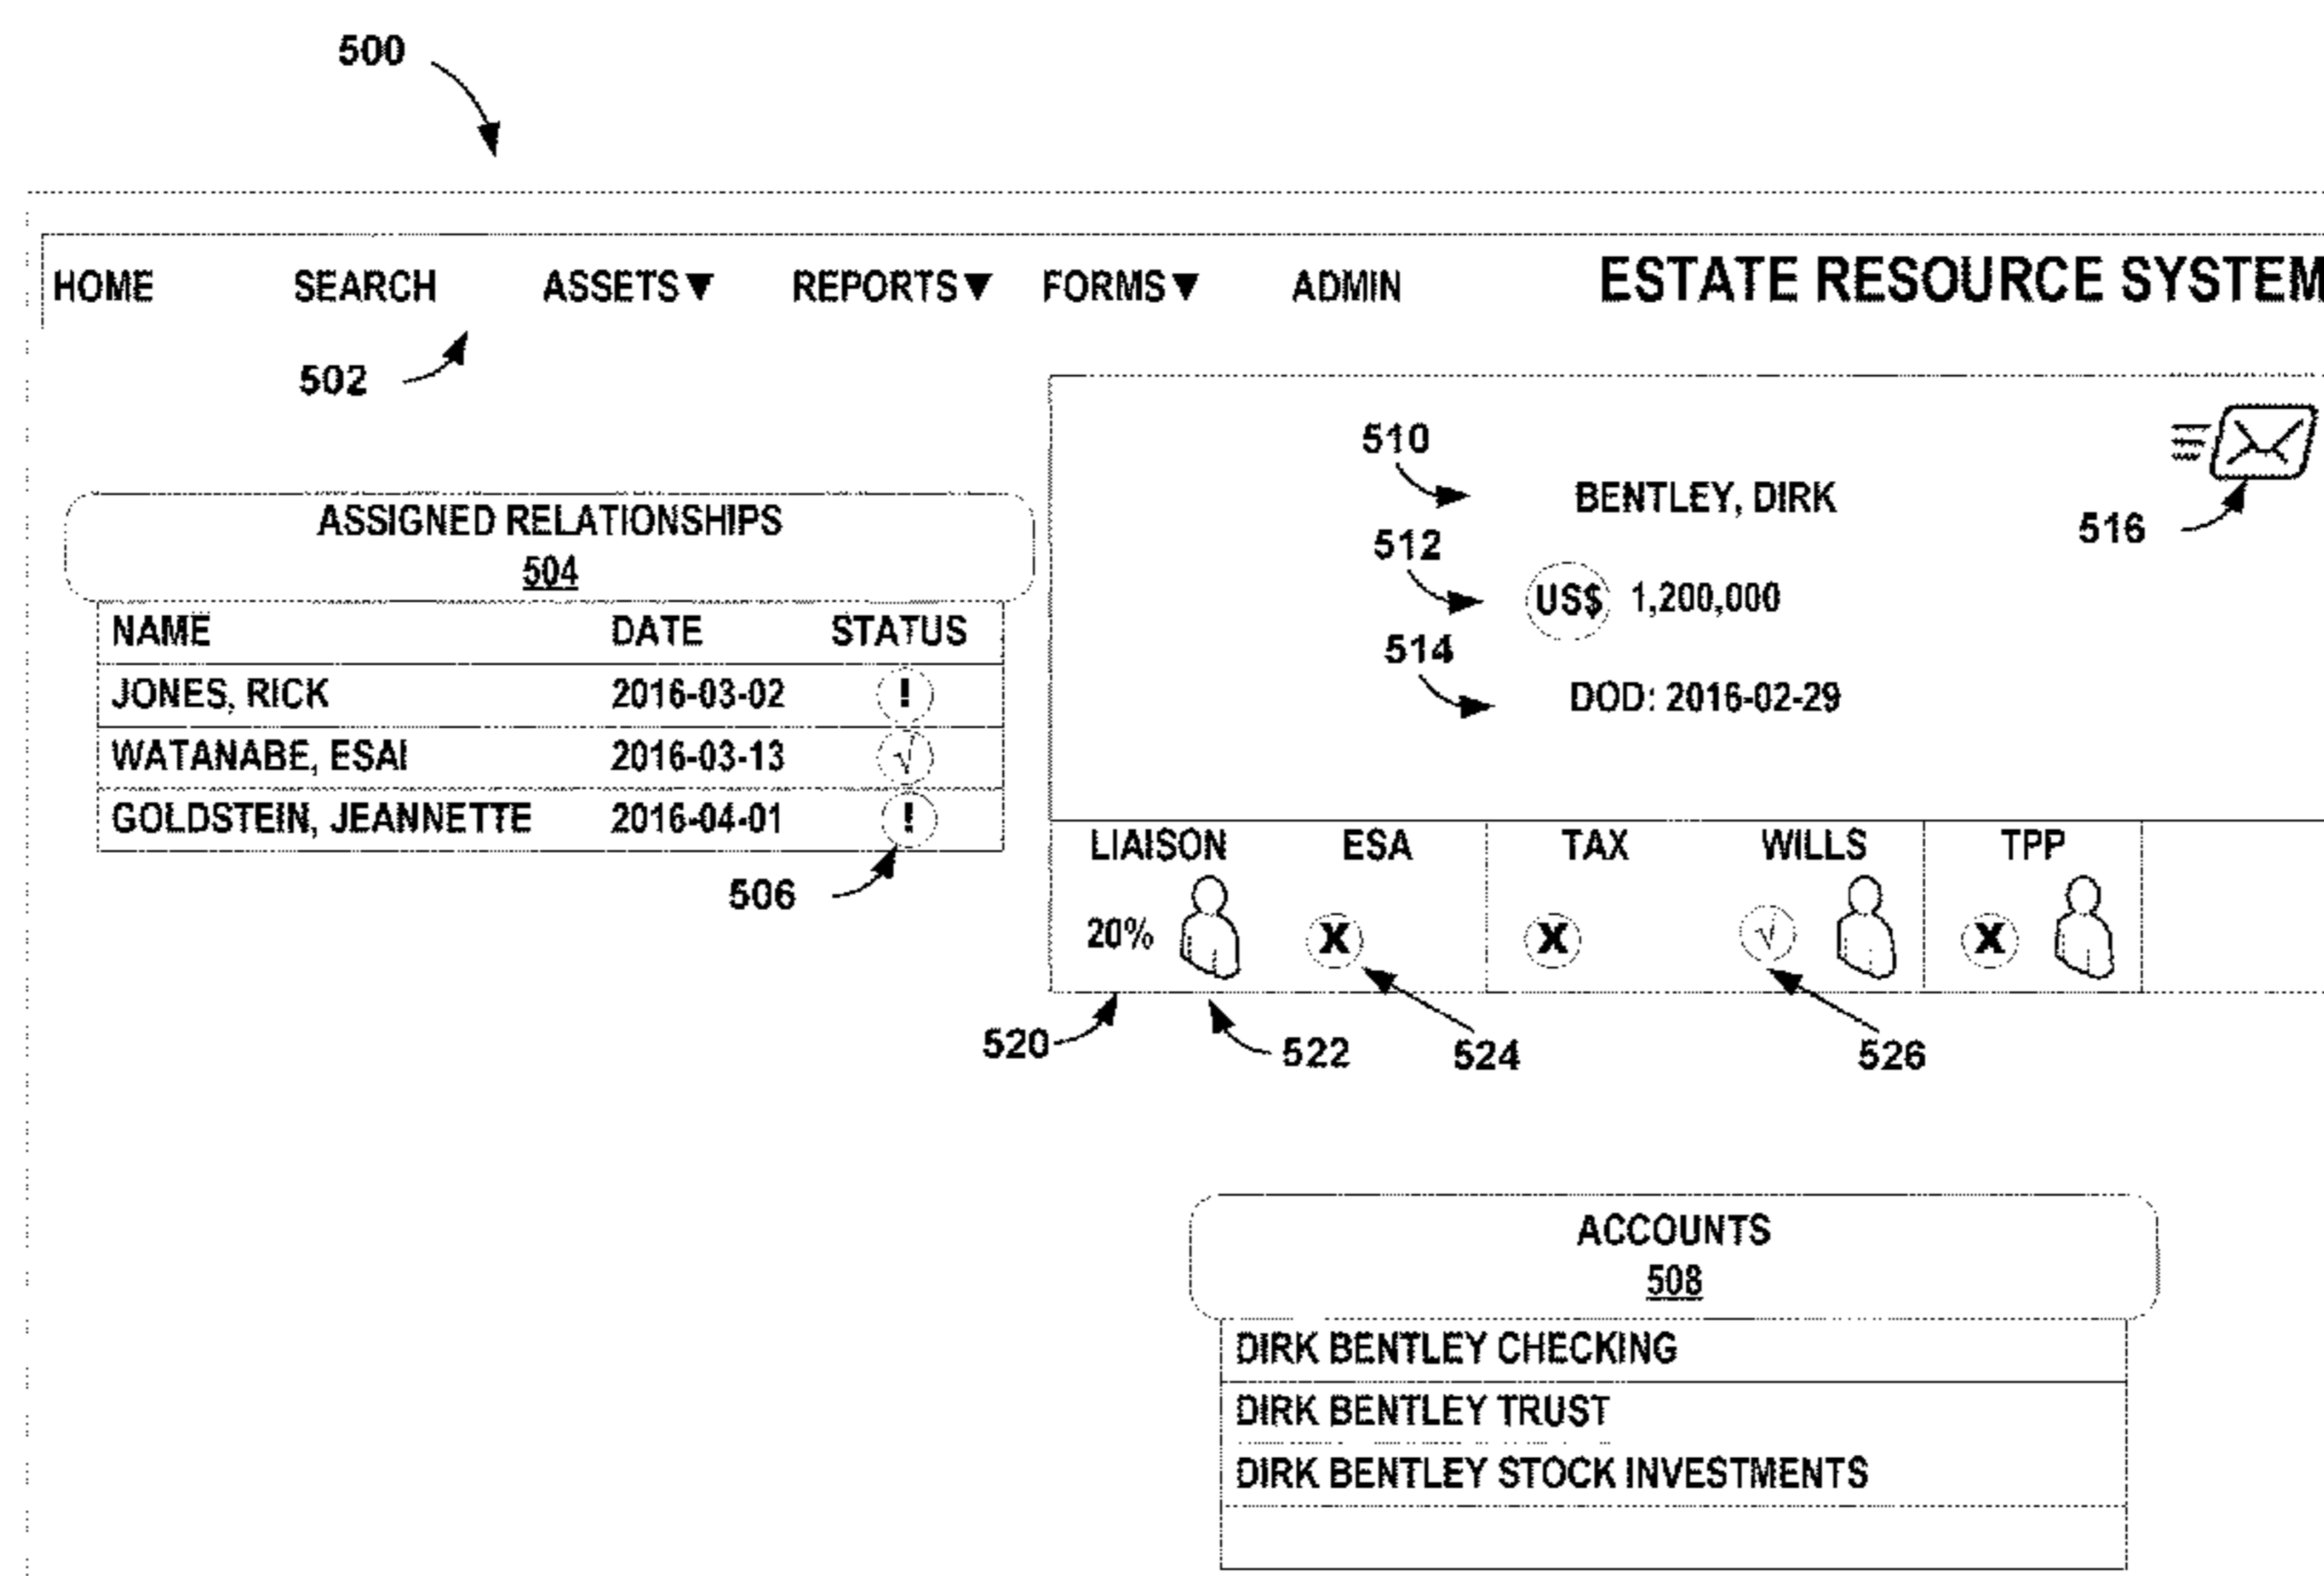 500
HOME SEARCH ASSETS▼ REPORTS▼ FORMS▼ ADMIN ESTATE RESOURCE SYSTEM
502
ASSIGNED RELATIONSHIPS
504
NAME DATE STATUS
JONES, RICK 2016-03-02 !
WATANABE, ESAI 2016-03-13 √
GOLDSTEIN, JEANNETTE 2016-04-01 !
506
510
BENTLEY, DIRK
512
US$ 1,200,000
514
DOD: 2016-02-29
516
LIAISON ESA TAX WILLS TPP
20% X X √ X
520 522 524 526
ACCOUNTS
508
DIRK BENTLEY CHECKING
DIRK BENTLEY TRUST
DIRK BENTLEY STOCK INVESTMENTS